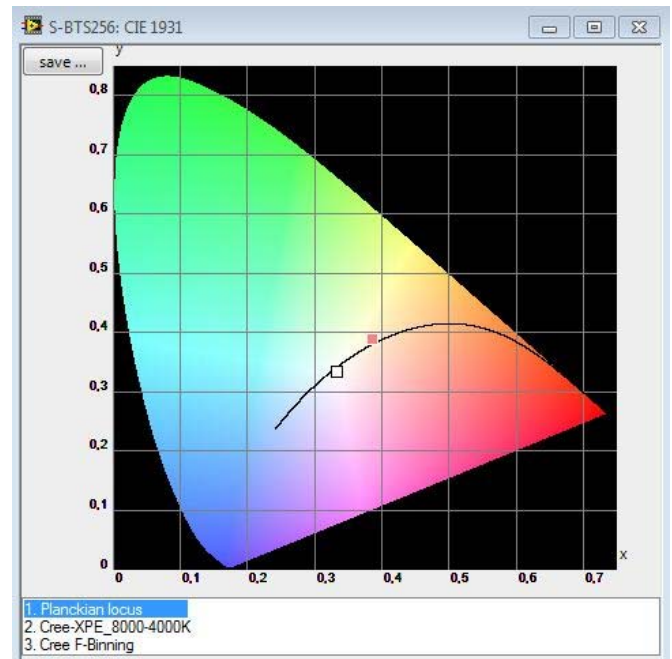 S-BTS256: CIE 1931
save ...
y
0,8
0,7
0,6
0,5
0,4
0,3
0,2
0,1
0
0 0,1 0,2 0,3 0,4 0,5 0,6 0,7
x
1. Planckian locus
2. Cree-XPE_8000-4000K
3. Cree F-Binning